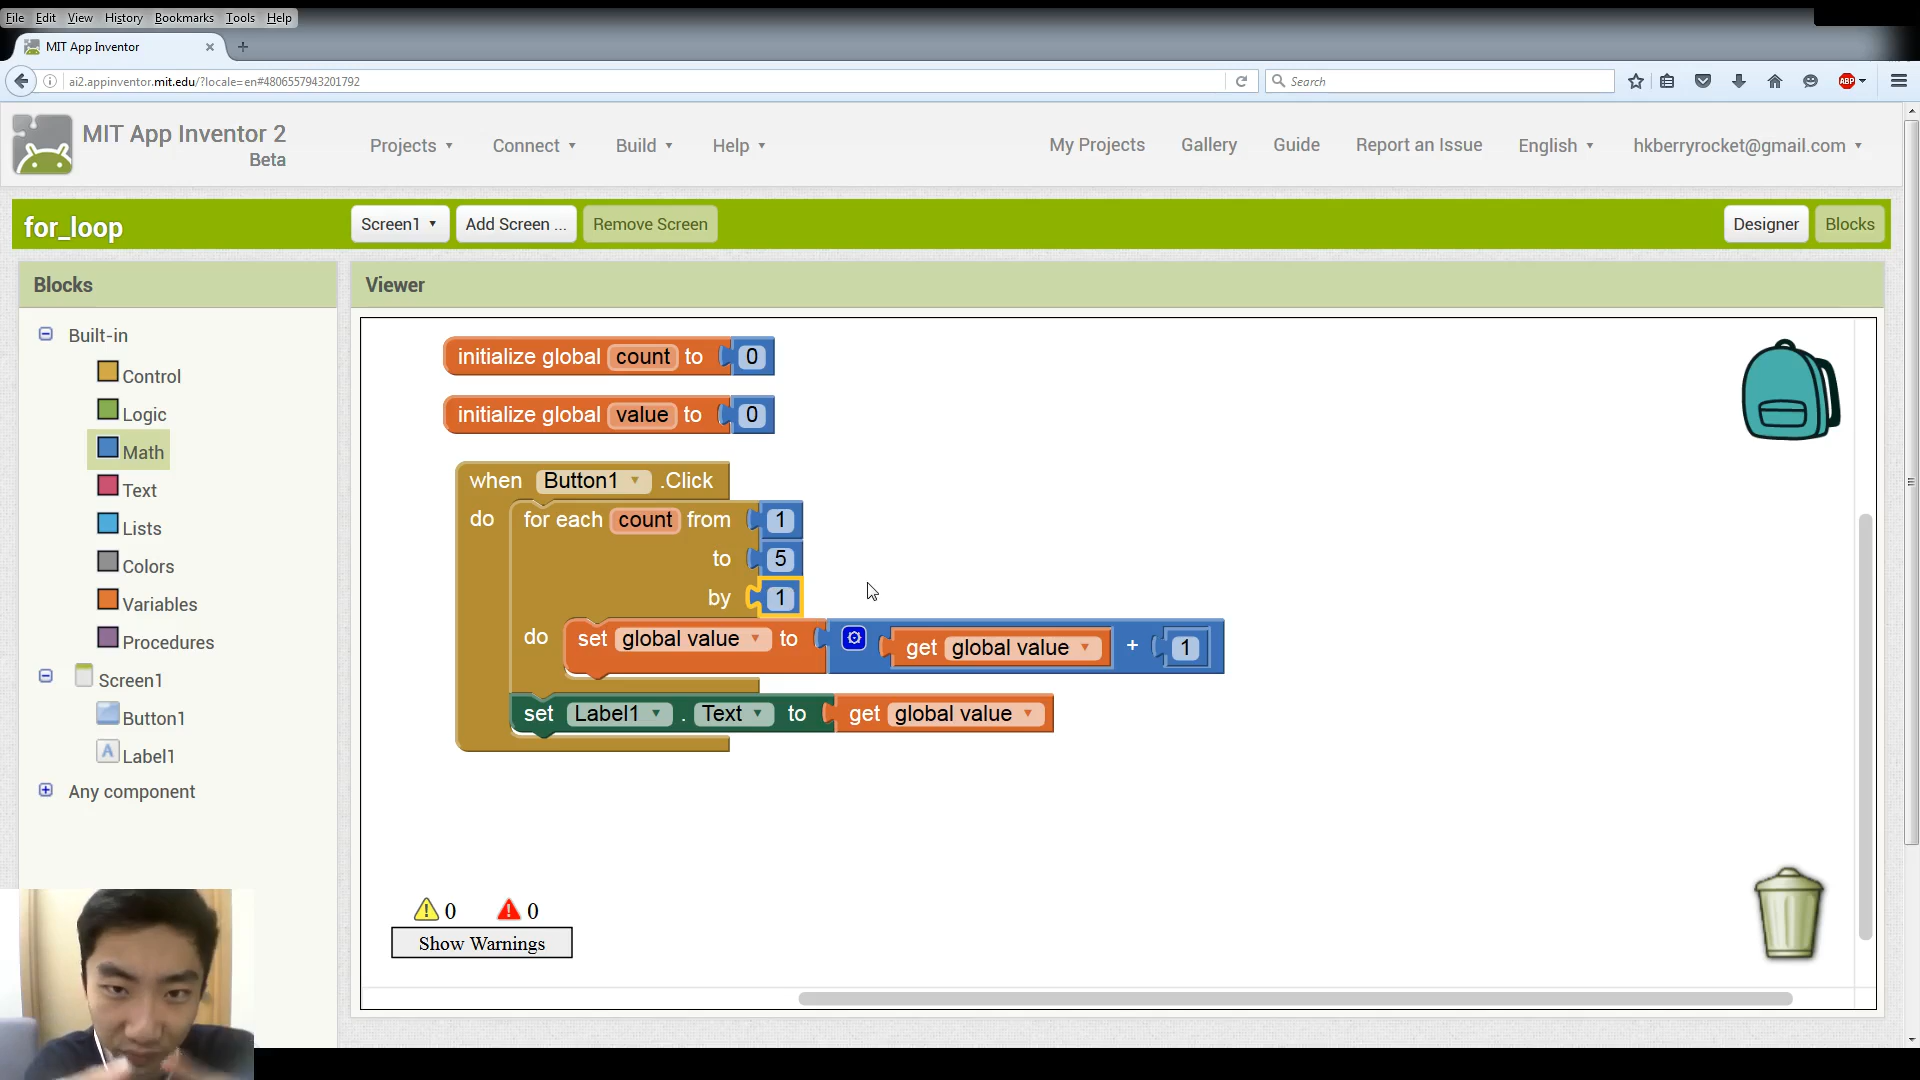 File Edit View History Bookmarks Tools Help
MIT App Inventor
ai2.appinventor.mit.edu/?locale=en#4806557943201792
Search
ABP
MIT App Inventor 2
Beta
Projects Connect Build Help My Projects Gallery Guide Report an Issue English hkberryrocket@gmail.com
for_loop Screen1 Add Screen ... Remove Screen Designer Blocks
Blocks
Viewer
Built-in
Control
Logic
Math
Text
Lists
Colors
Variables
Procedures
Screen1
Button1
A Label1
Any component
initialize global count to 0
initialize global value to 0
when Button1 .Click
do for each count from 1
to 5
by 1
do set global value to get global value + 1
set Label1 . Text to get global value
0 0
Show Warnings